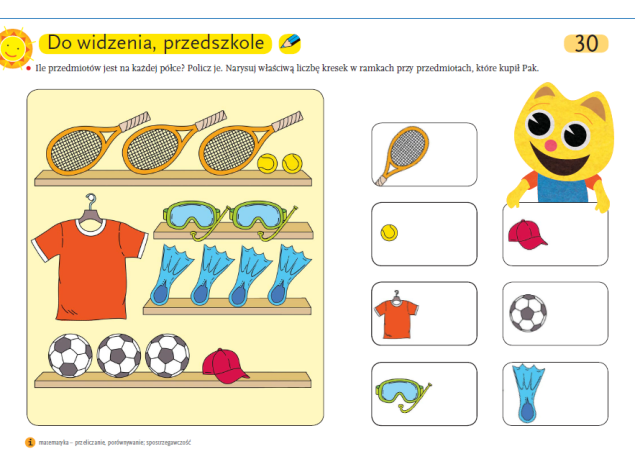 Do widzenia, przedszkole
30
• Ile przedmiotów jest na każdej półce? Policz je. Narysuj właściwą liczbę kresek w ramkach przy przedmiotach, które kupił Pak.
i matematyka – przeliczanie, porównywanie; spostrzegawczość